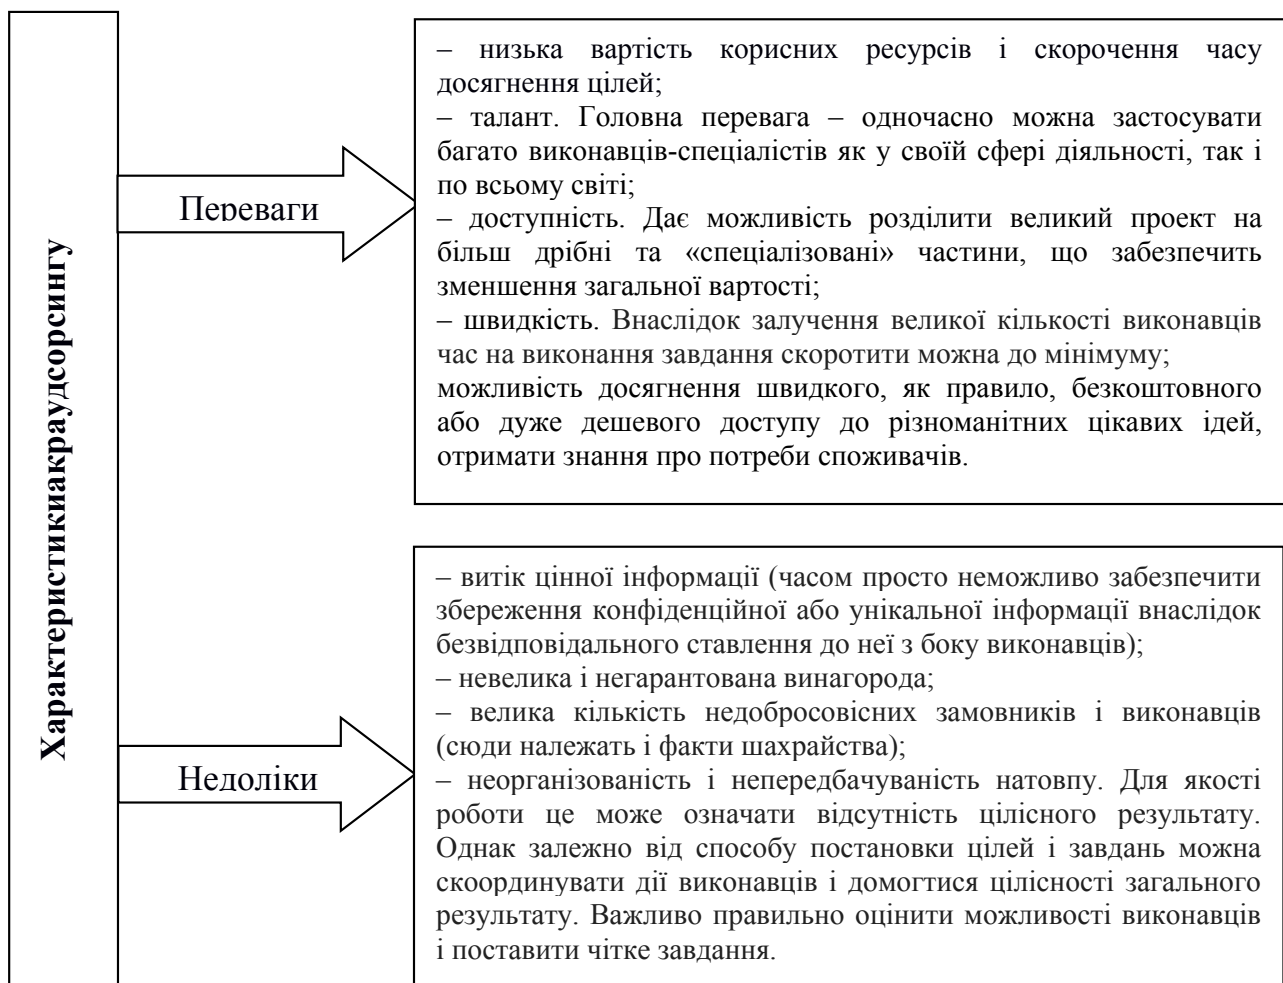 Характеристикиакраудсорсингу
Переваги
– низька вартість корисних ресурсів і скорочення часу
досягнення цілей;
– талант. Головна перевага – одночасно можна застосувати
багато виконавців-спеціалістів як у своїй сфері діяльності, так і
по всьому світі;
– доступність. Дає можливість розділити великий проект на
більш дрібні та «спеціалізовані» частини, що забезпечить
зменшення загальної вартості;
– швидкість. Внаслідок залучення великої кількості виконавців
час на виконання завдання скоротити можна до мінімуму;
можливість досягнення швидкого, як правило, безкоштовного
або дуже дешевого доступу до різноманітних цікавих ідей,
отримати знання про потреби споживачів.
Недоліки
– витік цінної інформації (часом просто неможливо забезпечити
збереження конфіденційної або унікальної інформації внаслідок
безвідповідального ставлення до неї з боку виконавців);
– невелика і негарантована винагорода;
– велика кількість недобросовісних замовників і виконавців
(сюди належать і факти шахрайства);
– неорганізованість і непередбачуваність натовпу. Для якості
роботи це може означати відсутність цілісного результату.
Однак залежно від способу постановки цілей і завдань можна
скоординувати дії виконавців і домогтися цілісності загального
результату. Важливо правильно оцінити можливості виконавців
і поставити чітке завдання.